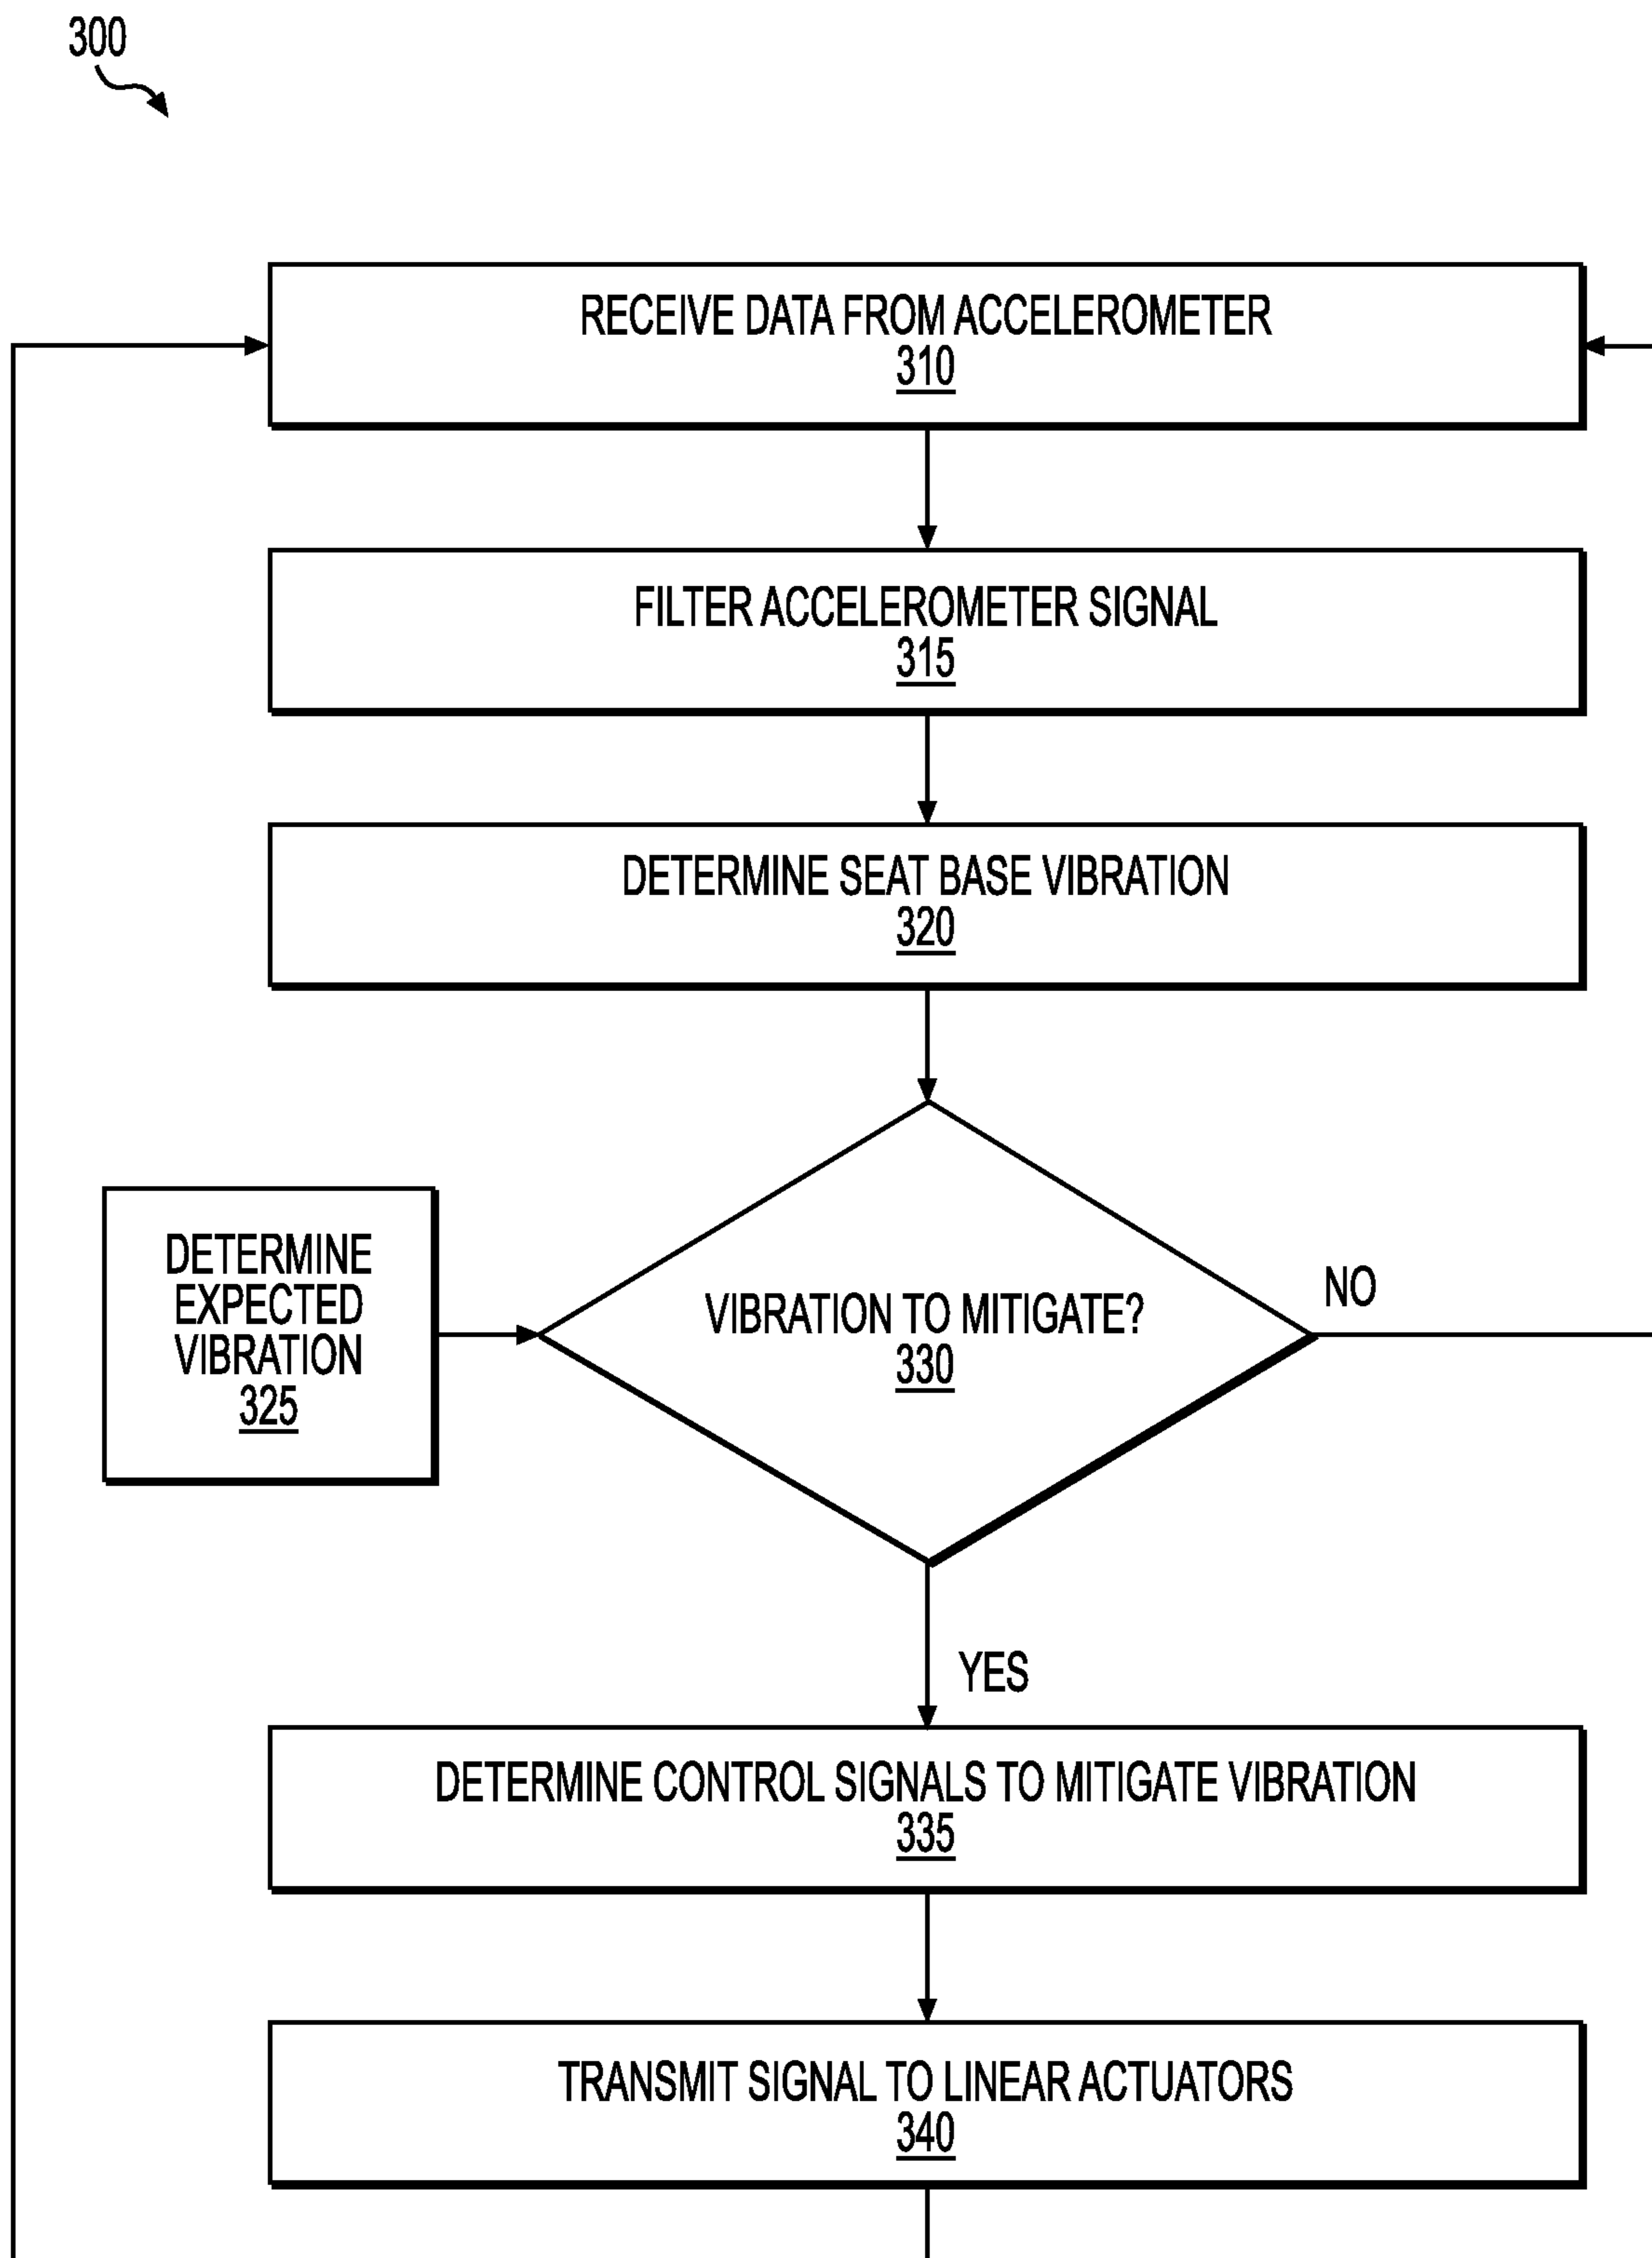 300
RECEIVE DATA FROM ACCELEROMETER
310
FILTER ACCELEROMETER SIGNAL
315
DETERMINE SEAT BASE VIBRATION
320
DETERMINE
EXPECTED
VIBRATION
325
VIBRATION TO MITIGATE?
330
NO
YES
DETERMINE CONTROL SIGNALS TO MITIGATE VIBRATION
335
TRANSMIT SIGNAL TO LINEAR ACTUATORS
340